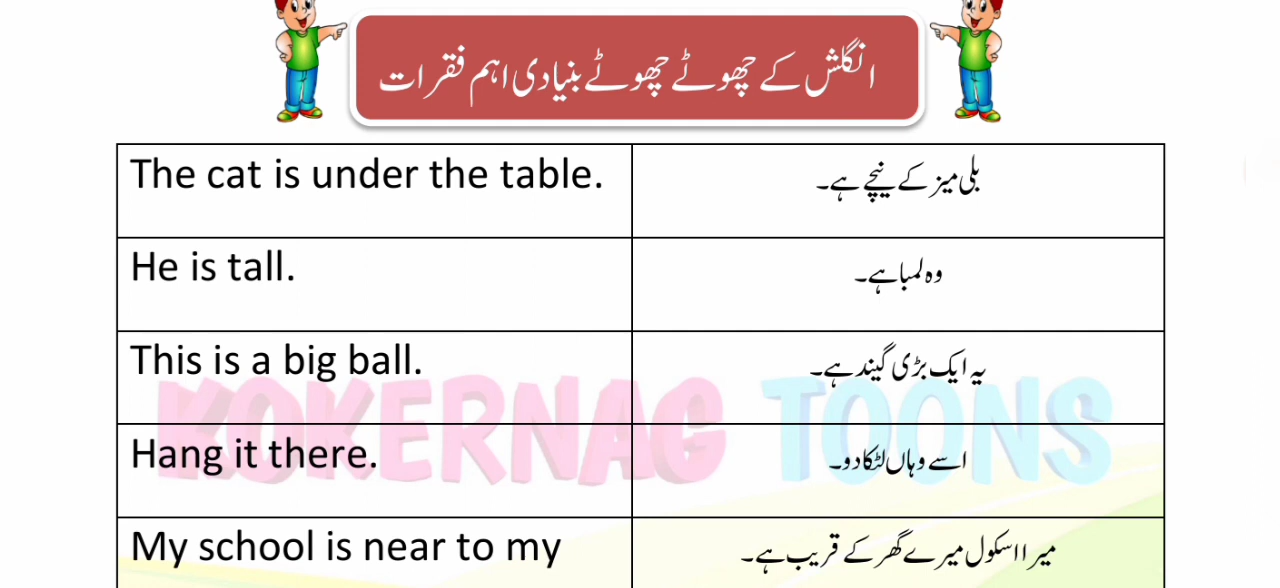 انگلش کے چھوٹے چھوٹے بنیادی اہم فقرات
The cat is under the table.
بلی میز کے نیچے ہے۔
He is tall.
وہ لمبا ہے۔
This is a big ball.
یہ ایک بڑی گیند ہے۔
KOKERNAG TOONS
Hang it there.
اسے وہاں لٹکا دو۔
My school is near to my
میرا اسکول میرے گھر کے قریب ہے۔